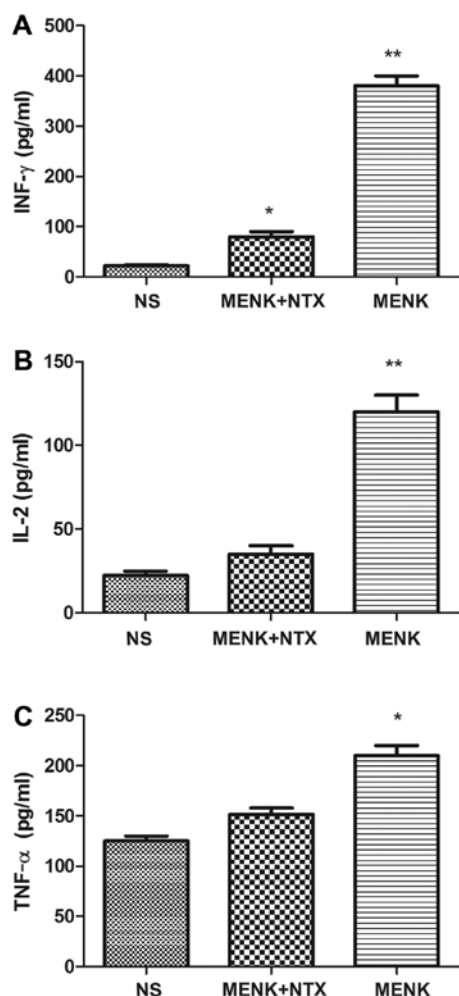 A
INF-γ (pg/ml)
500
400
300
200
100
0
*
**
NS MENK+NTX MENK
B
IL-2 (pg/ml)
150
100
50
0
**
NS MENK+NTX MENK
C
TNF-α (pg/ml)
250
200
150
100
50
0
*
NS MENK+NTX MENK